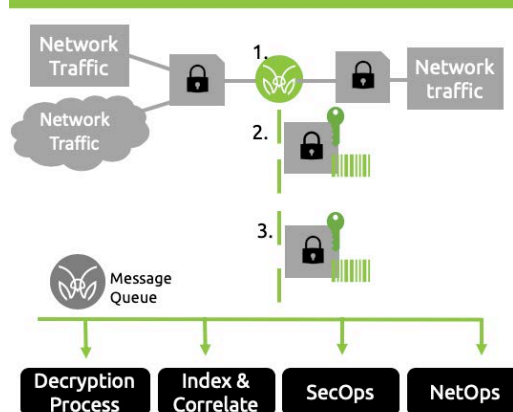 Network
Traffic
1.
Network
traffic
Network
Traffic
2.
3.
Message
Queue
Decryption
Process
Index &
Correlate
SecOps
NetOps